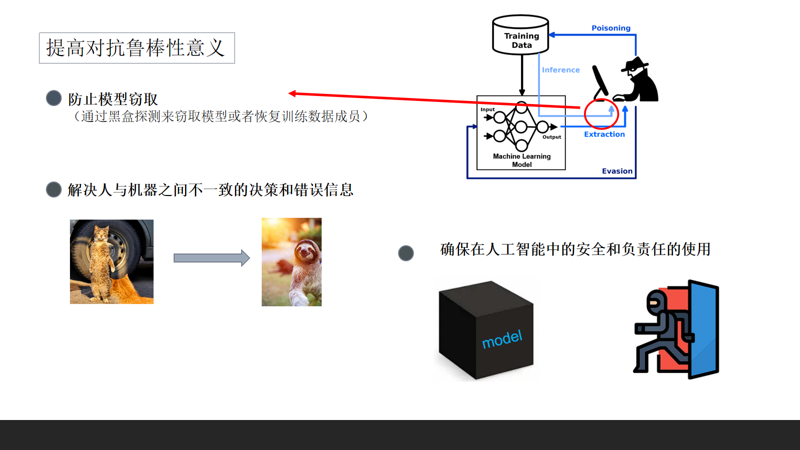 提高对抗鲁棒性意义
防止模型窃取
（通过黑盒探测来窃取模型或者恢复训练数据成员）
Training
Data
Poisoning
Inference
Input
Output
Extraction
Machine Learning
Model
Evasion
解决人与机器之间不一致的决策和错误信息
确保在人工智能中的安全和负责任的使用
model